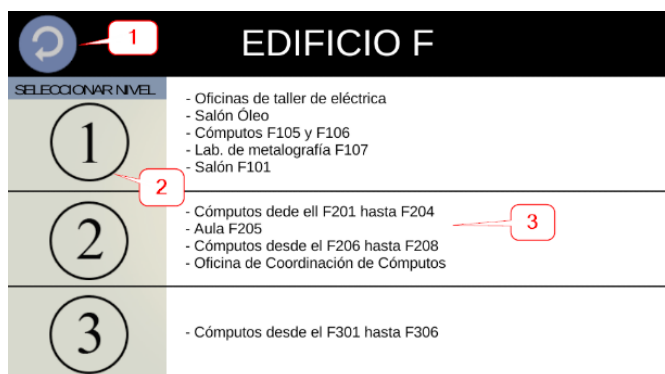 1
EDIFICIO F
SELECCIONAR NIVEL
1
- Oficinas de taller de eléctrica
- Salón Óleo
- Cómputos F105 y F106
- Lab. de metalografía F107
- Salón F101
2
2
- Cómputos dede ell F201 hasta F204
- Aula F205
- Cómputos desde el F206 hasta F208
- Oficina de Coordinación de Cómputos
3
3
- Cómputos desde el F301 hasta F306